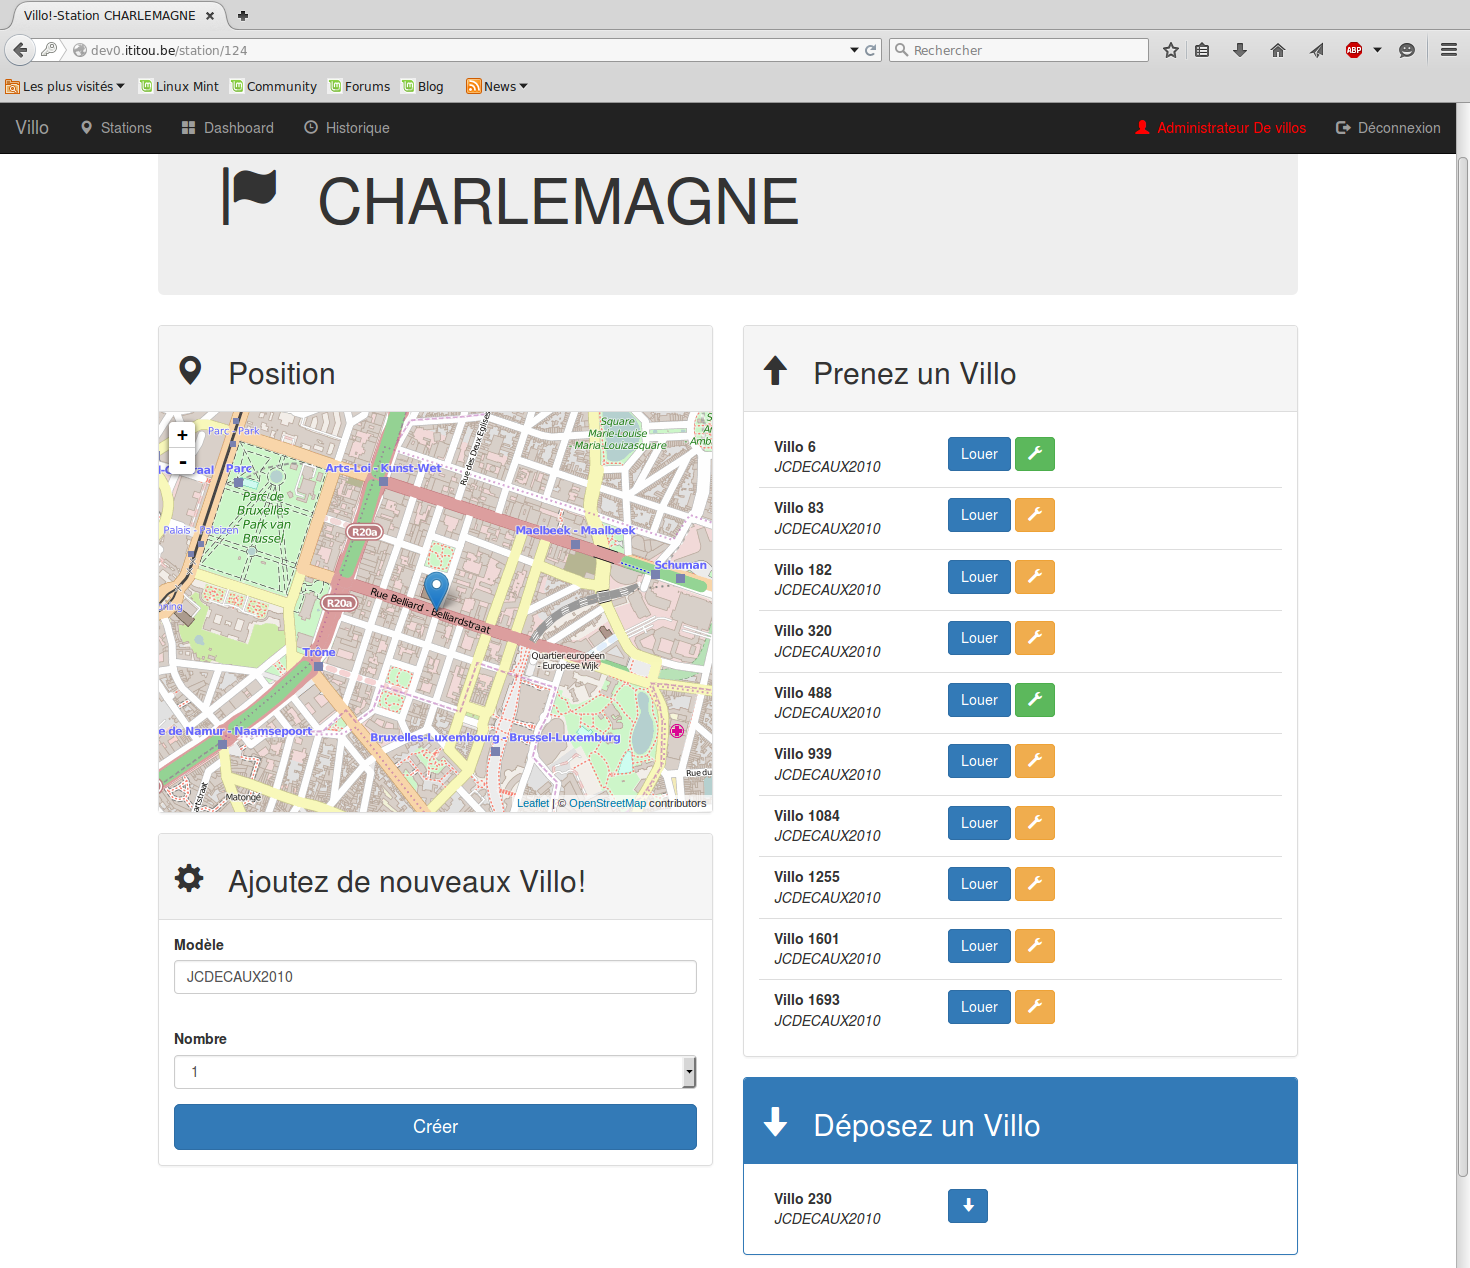 Villo!-Station CHARLEMAGNE
dev0.ititou.be/station/124
Rechercher
ABP
Les plus visités
Linux Mint
Community
Forums
Blog
News
Villo
Stations
Dashboard
Historique
Administrateur De villos
Déconnexion
CHARLEMAGNE
Position
+
-
Parc - Park
Parc
Parc de
Bruxelles
Park van
Brussel
Palais - Paleizen
Arts-Loi - Kunst-Wet
Rue des Deux Églises
Square
Marie-Louise
Maria Louizasquare
R20a
Maelbeek - Maalbeek
Schuman
R20a
Rue Belliard - Belliardstraat
Trône
Quartier européen
- Europese Wijk
e de Namur - Naamsepoort
Bruxelles-Luxembourg - Brussel-Luxemburg
Rue du
Matongé
Leaflet | © OpenStreetMap contributors
Ajoutez de nouveaux Villo!
Modèle
JCDECAUX2010
Nombre
1
Créer
Prenez un Villo
Villo 6
JCDECAUX2010
Louer
Villo 83
JCDECAUX2010
Louer
Villo 182
JCDECAUX2010
Louer
Villo 320
JCDECAUX2010
Louer
Villo 488
JCDECAUX2010
Louer
Villo 939
JCDECAUX2010
Louer
Villo 1084
JCDECAUX2010
Louer
Villo 1255
JCDECAUX2010
Louer
Villo 1601
JCDECAUX2010
Louer
Villo 1693
JCDECAUX2010
Louer
Déposez un Villo
Villo 230
JCDECAUX2010